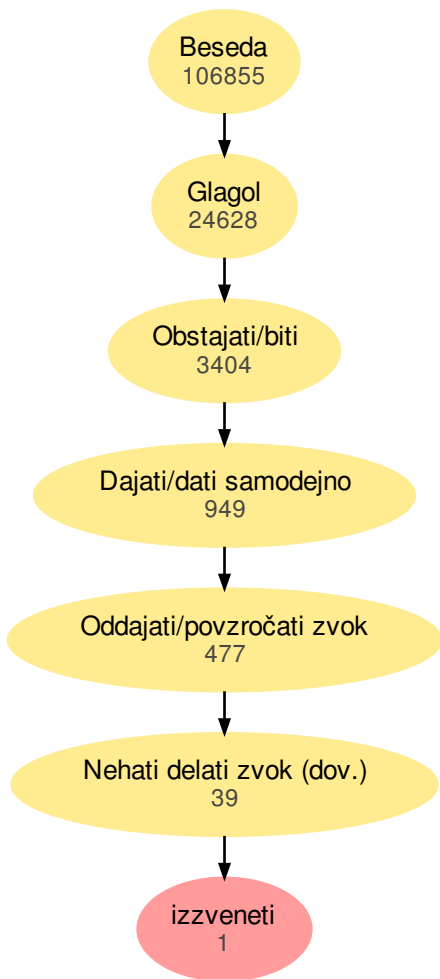 Beseda
106855
Glagol
24628
Obstajati/biti
3404
Dajati/dati samodejno
949
Oddajati/povzročati zvok
477
Nehati delati zvok (dov.)
39
izzveneti
1